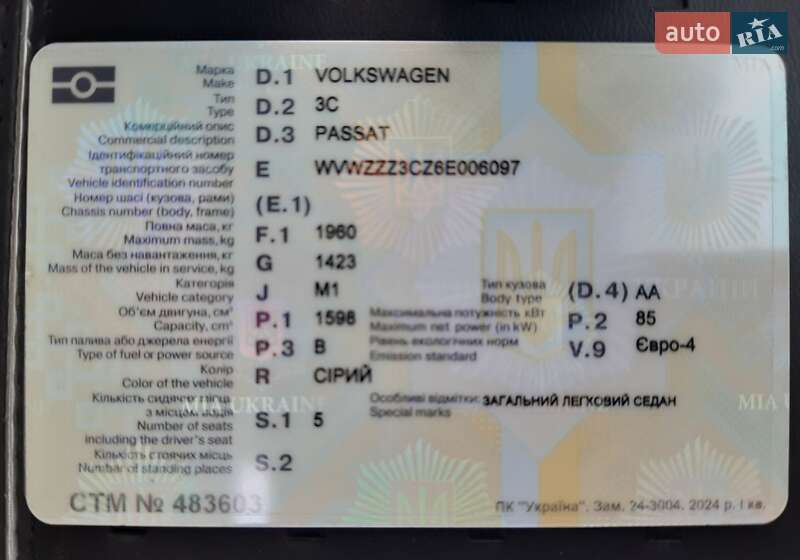 auto RIA .com
UKRAINE
Марка D.1 VOLKSWAGEN
Make
Тип D.2 3C
Type
Комерційний опис D.3 PASSAT
Commercial description
Ідентифікаційний номер
транспортного засобу E WVWZZZ3CZ6E006097
Vehicle identification number
Номер шасі (кузова, рами) (E.1)
Chassis number (body, frame)
Повна маса, кг F.1 1960
Maximum mass, kg
Маса без навантаження, кг G 1423
Mass of the vehicle in service, kg
Категорія J M1 Тип кузова (D.4) AA
Vehicle category Body type
Об'єм двигуна, см³ P.1 1598 Максимальна потужність кВт P.2 85
Capacity, cm³ Maximum net power (in kW)
Тип палива або джерела енергії P.3 B Рівень екологічних норм V.9 Євро-4
Type of fuel or power source Emission standard
Колір R СІРИЙ
Color of the vehicle
Кількість сидячих місць Особливі відмітки: ЗАГАЛЬНИЙ ЛЕГКОВИЙ СЕДАН
з місцем водія S.1 5 Special marks
Number of seats
including the driver's seat
Кількість стоячих місць S.2
Number of standing places
СТМ № 483603
ПК "Україна". Зам. 24-3004. 2024 р. І кв.